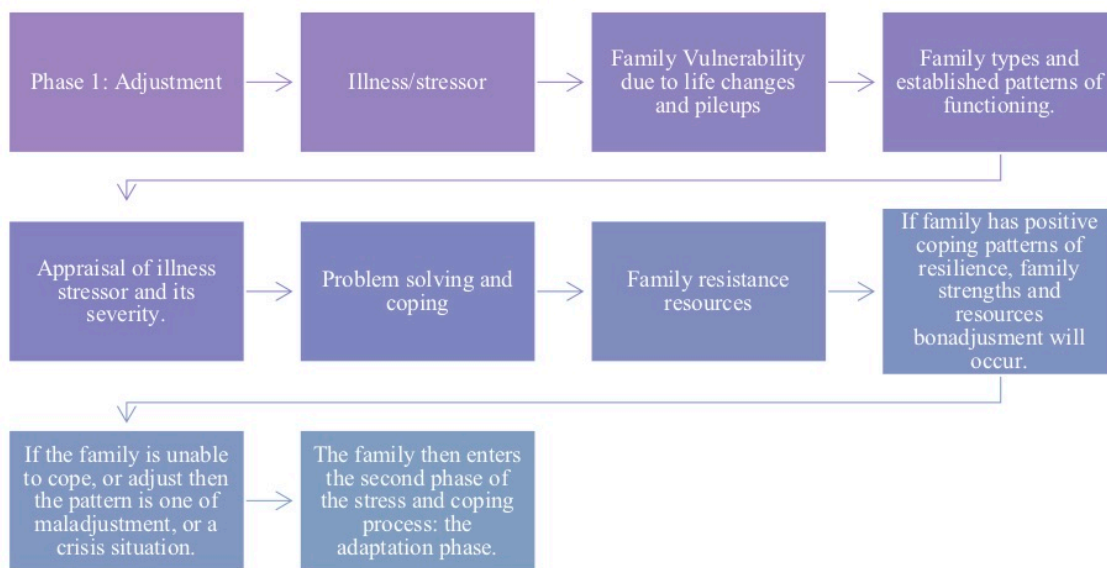 Phase 1: Adjustment
Illness/stressor
Family Vulnerability
due to life changes
and pileups
Family types and
established patterns of
functioning.
Appraisal of illness
stressor and its
severity.
Problem solving and
coping
Family resistance
resources
If family has positive
coping patterns of
resilience, family
strengths and
resources
bonadjusment will
occur.
If the family is unable
to cope, or adjust then
the pattern is one of
maladjustment, or a
crisis situation.
The family then enters
the second phase of
the stress and coping
process: the
adaptation phase.